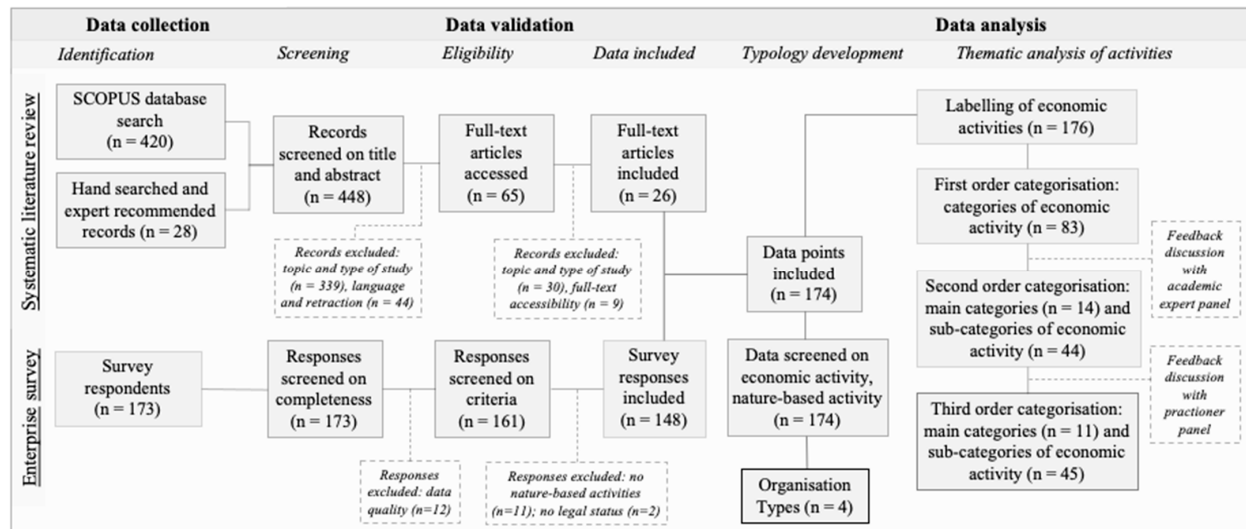 Data collection
Data validation
Data analysis
Identification
Screening
Eligibility
Data included
Typology development
Thematic analysis of activities
Systematic literature review
SCOPUS database
search
(n = 420)
Hand searched and
expert recommended
records (n = 28)
Records
screened on title
and abstract
(n = 448)
Records excluded:
topic and type of study
(n = 339), language
and retraction (n = 44)
Full-text
articles
accessed
(n = 65)
Records excluded:
topic and type of study
(n = 30), full-text
accessibility (n = 9)
Full-text
articles
included
(n = 26)
Enterprise survey
Survey
respondents
(n = 173)
Responses
screened on
completeness
(n = 173)
Responses
excluded: data
quality (n=12)
Responses
screened on
criteria
(n = 161)
Responses excluded: no
nature-based activities
(n=11); no legal status (n=2)
Survey
responses
included
(n = 148)
Data points
included
(n = 174)
Data screened on
economic activity,
nature-based activity
(n = 174)
Organisation
Types (n = 4)
Labelling of economic
activities (n = 176)
First order categorisation:
categories of economic
activity (n = 83)
Feedback
discussion
with
academic
expert panel
Second order categorisation:
main categories (n = 14) and
sub-categories of economic
activity (n = 44)
Feedback
discussion
with
practioner
panel
Third order categorisation:
main categories (n = 11) and
sub-categories of economic
activity (n = 45)